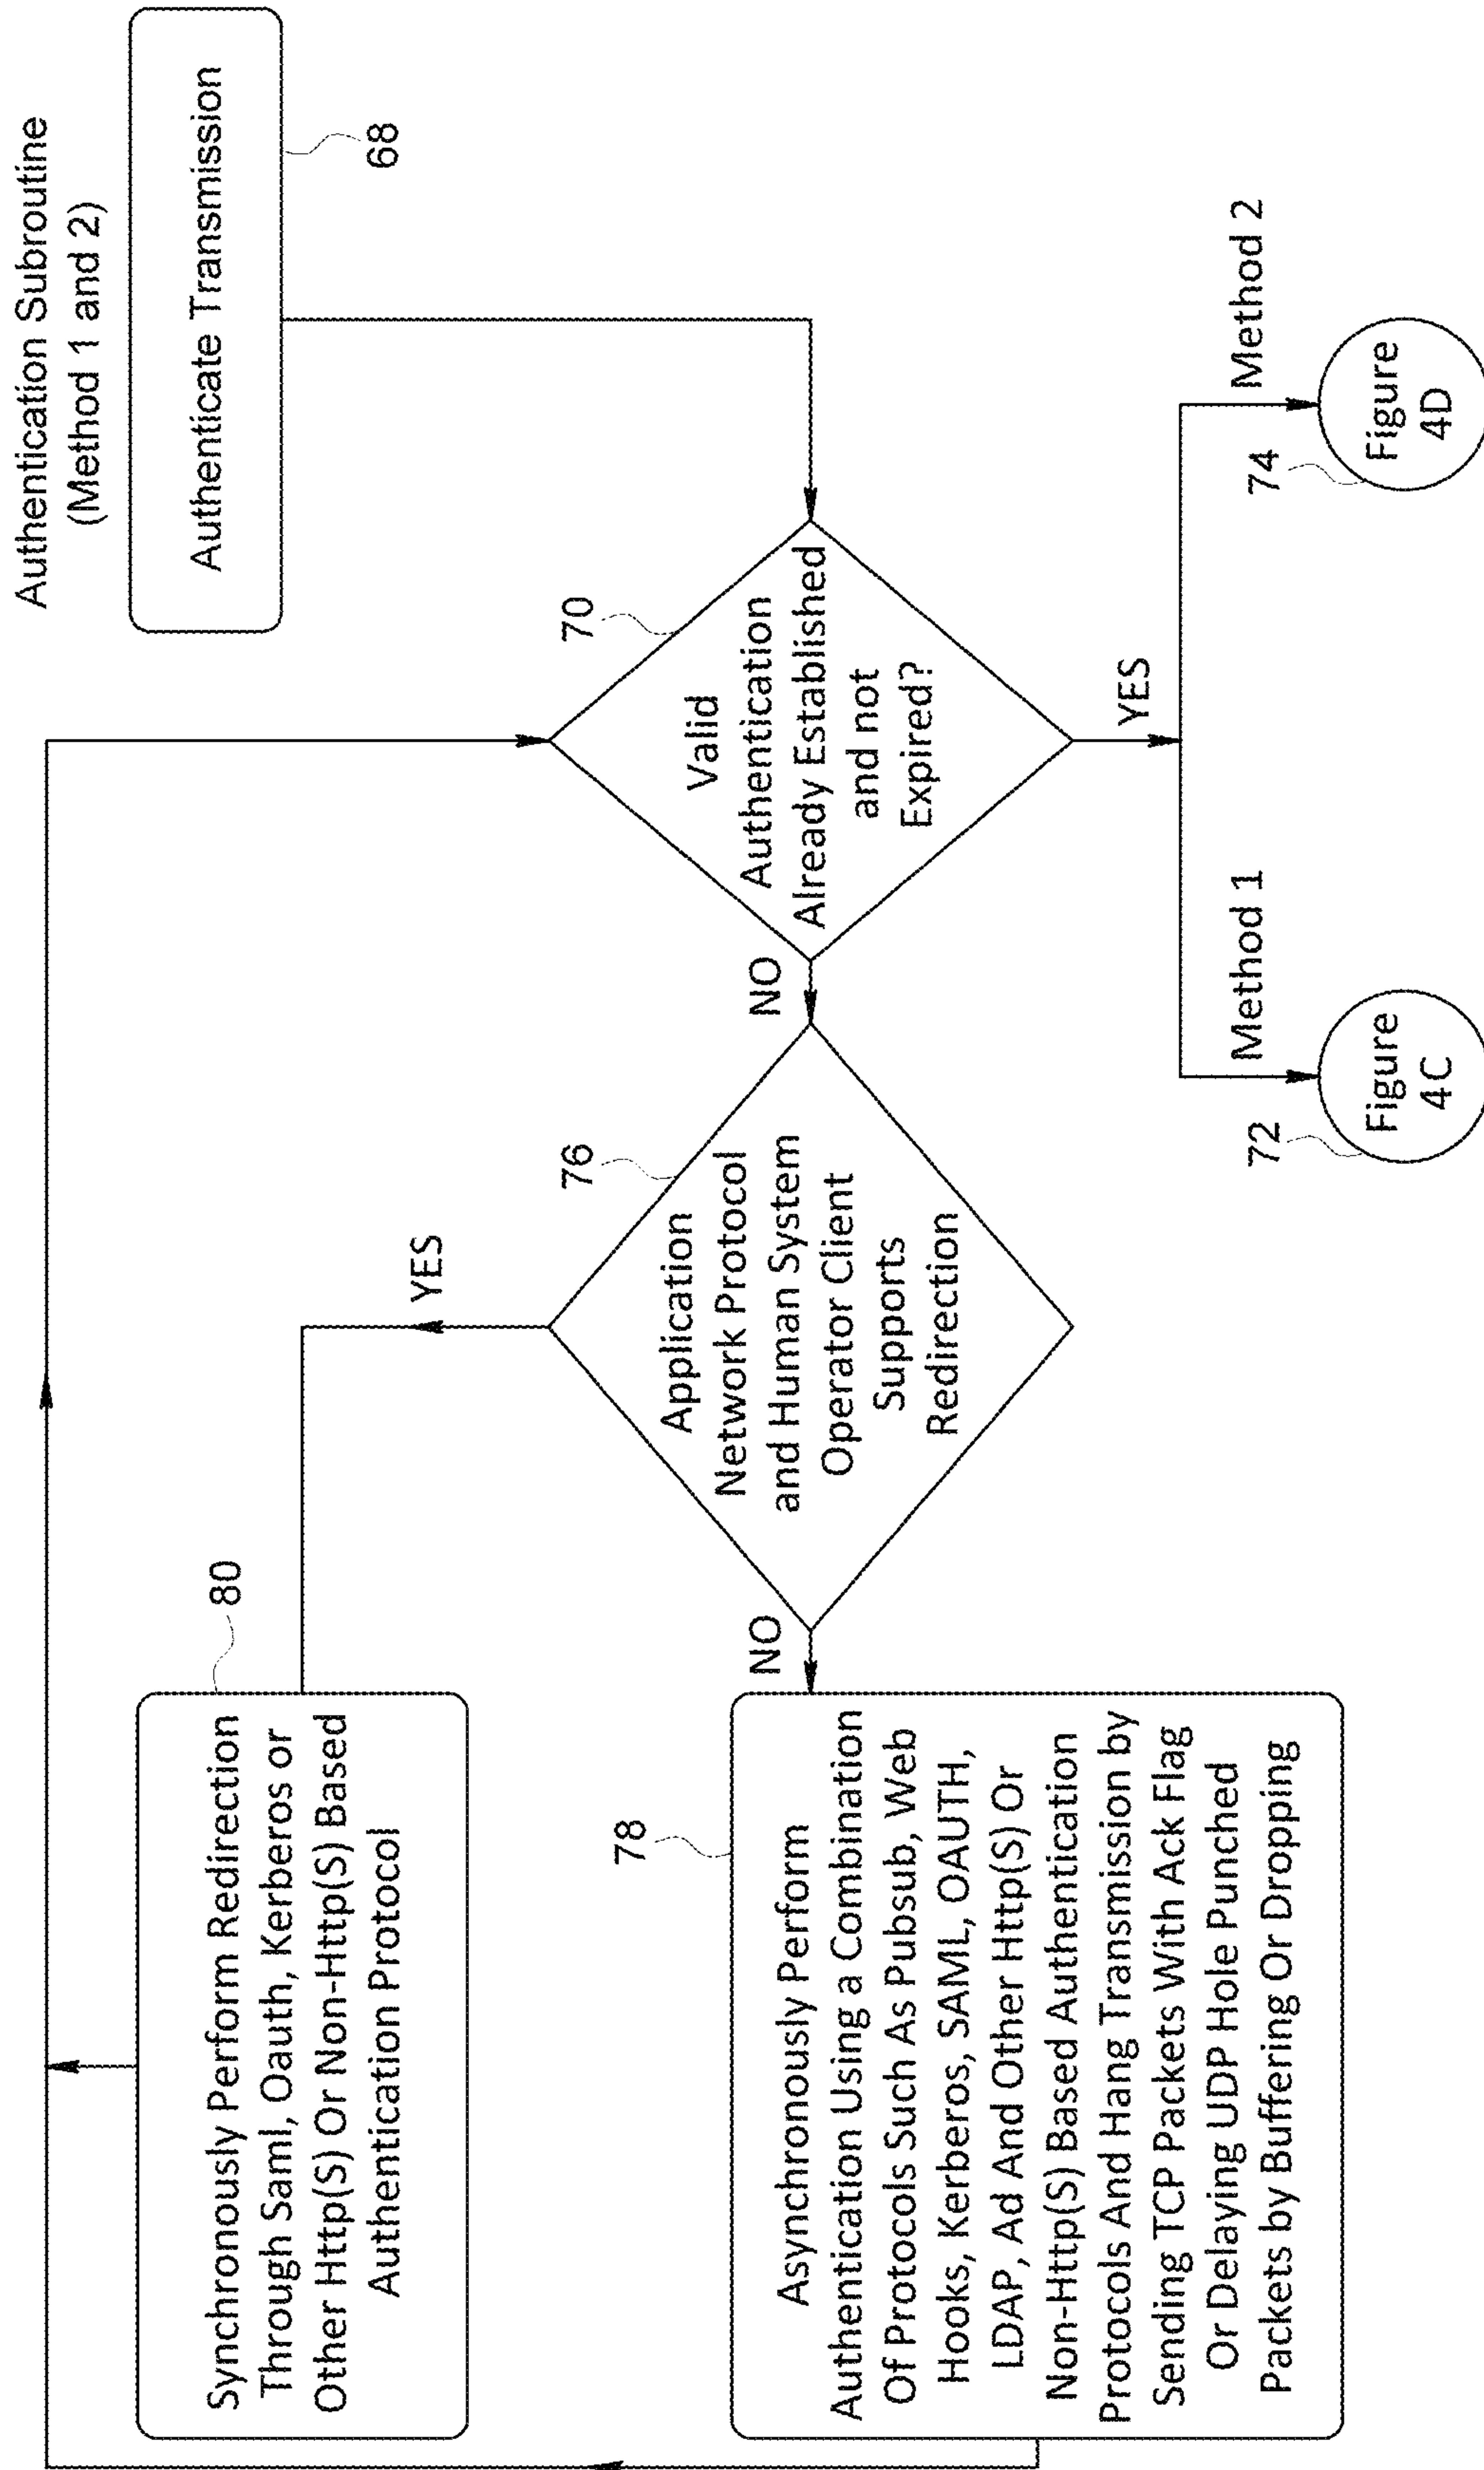 Authentication Subroutine
(Method 1 and 2)
Authenticate Transmission
68
70
Valid
Authentication
Already Established
and not
Expired?
YES
Method 1
Method 2
72
Figure
4C
74
Figure
4D
NO
76
Application
Network Protocol
and Human System
Operator Client
Supports
Redirection
YES
NO
80
Synchronously Perform Redirection
Through Saml, Oauth, Kerberos or
Other Http(S) Or Non-Http(S) Based
Authentication Protocol
78
Asynchronously Perform
Authentication Using a Combination
Of Protocols Such As Pubsub, Web
Hooks, Kerberos, SAML, OAUTH,
LDAP, Ad And Other Http(S) Or
Non-Http(S) Based Authentication
Protocols And Hang Transmission by
Sending TCP Packets With Ack Flag
Or Delaying UDP Hole Punched
Packets by Buffering Or Dropping